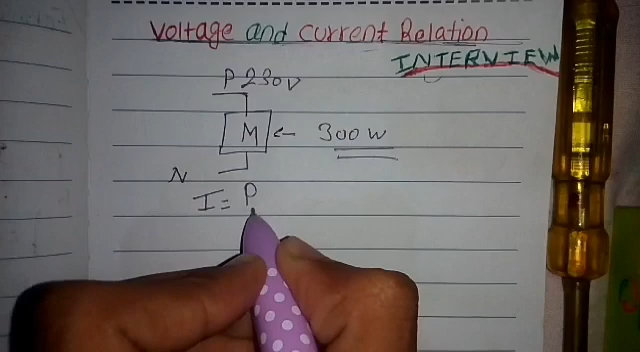 Voltage and current Relation
INTERVIEW
P 230V
M ← 300 W
N
I = P